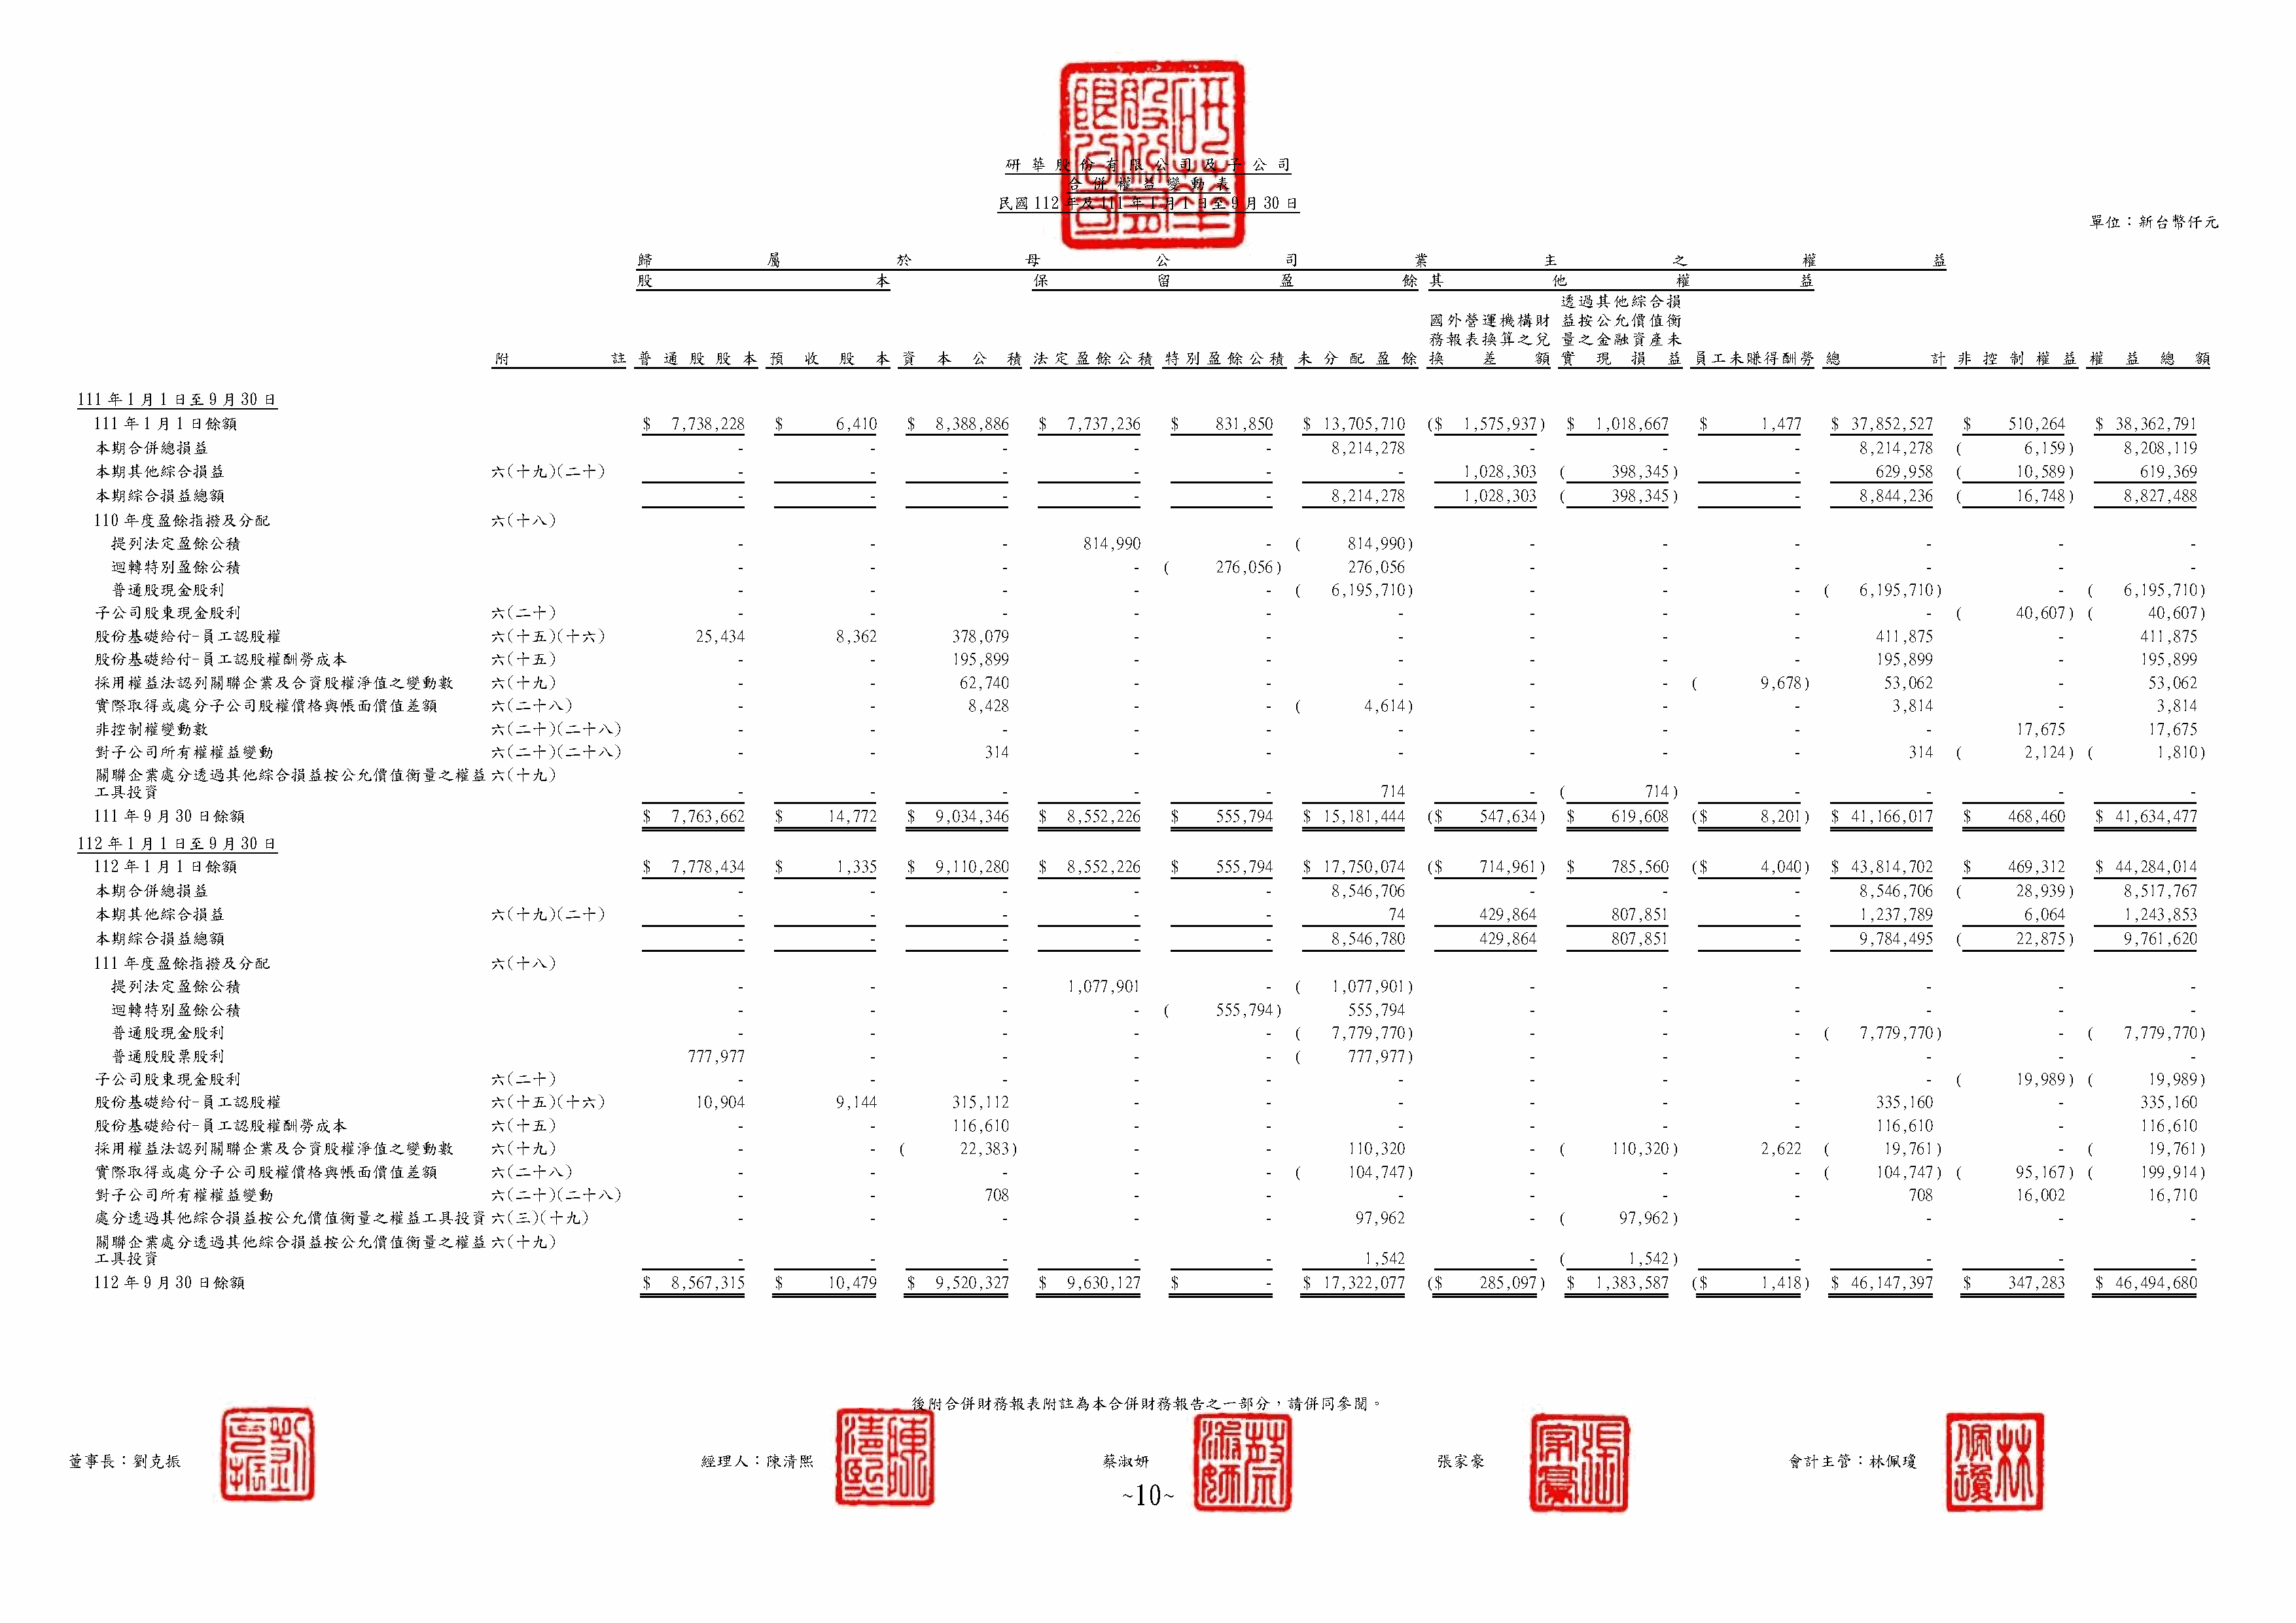 研華股份有限公司及子公司
合併權益變動表
民國112年及111年1月1日至9月30日
單位：新台幣仟元
歸屬於母公司業主之權益
股本 保留盈餘 其他權益
透過其他綜合損
國外營運機構財 益按公允價值衡
務報表換算之兌 量之金融資產未
附註 普通股股本 預收股本 資本公積 法定盈餘公積 特別盈餘公積 未分配盈餘 換差額 實現損益 員工未賺得酬勞 總計 非控制權益 權益總額
111年1月1日至9月30日
111年1月1日餘額 $ 7,738,228 $ 6,410 $ 8,388,886 $ 7,737,236 $ 831,850 $ 13,705,710 ($ 1,575,937) $ 1,018,667 $ 1,477 $ 37,852,527 $ 510,264 $ 38,362,791
本期合併總損益 - - - - - 8,214,278 - - - 8,214,278 ( 6,159) 8,208,119
本期其他綜合損益 六(十九)(二十) - - - - - - 1,028,303 ( 398,345) - 629,958 ( 10,589) 619,369
本期綜合損益總額 - - - - - 8,214,278 1,028,303 ( 398,345) - 8,844,236 ( 16,748) 8,827,488
110年度盈餘指撥及分配 六(十八)
提列法定盈餘公積 - - - 814,990 - ( 814,990) - - - - - -
迴轉特別盈餘公積 - - - - ( 276,056) 276,056 - - - - - -
普通股現金股利 - - - - - ( 6,195,710) - - - ( 6,195,710) - ( 6,195,710)
子公司股東現金股利 六(二十) - - - - - - - - - - ( 40,607) ( 40,607)
股份基礎給付-員工認股權 六(十五)(十六) 25,434 8,362 378,079 - - - - - - 411,875 - 411,875
股份基礎給付-員工認股權酬勞成本 六(十五) - - 195,899 - - - - - - 195,899 - 195,899
採用權益法認列關聯企業及合資股權淨值之變動數 六(十九) - - 62,740 - - - - - ( 9,678) 53,062 - 53,062
實際取得或處分子公司股權價格與帳面價值差額 六(二十八) - - 8,428 - - ( 4,614) - - - 3,814 - 3,814
非控制權變動數 六(二十)(二十八) - - - - - - - - - - 17,675 17,675
對子公司所有權權益變動 六(二十)(二十八) - - 314 - - - - - - 314 ( 2,124) ( 1,810)
關聯企業處分透過其他綜合損益按公允價值衡量之權益 六(十九)
工具投資 - - - - - 714 - ( 714) - - - -
111年9月30日餘額 $ 7,763,662 $ 14,772 $ 9,034,346 $ 8,552,226 $ 555,794 $ 15,181,444 ($ 547,634) $ 619,608 ($ 8,201) $ 41,166,017 $ 468,460 $ 41,634,477
112年1月1日至9月30日
112年1月1日餘額 $ 7,778,434 $ 1,335 $ 9,110,280 $ 8,552,226 $ 555,794 $ 17,750,074 ($ 714,961) $ 785,560 ($ 4,040) $ 43,814,702 $ 469,312 $ 44,284,014
本期合併總損益 - - - - - 8,546,706 - - - 8,546,706 ( 28,939) 8,517,767
本期其他綜合損益 六(十九)(二十) - - - - - 74 429,864 807,851 - 1,237,789 6,064 1,243,853
本期綜合損益總額 - - - - - 8,546,780 429,864 807,851 - 9,784,495 ( 22,875) 9,761,620
111年度盈餘指撥及分配 六(十八)
提列法定盈餘公積 - - - 1,077,901 - ( 1,077,901) - - - - - -
迴轉特別盈餘公積 - - - - ( 555,794) 555,794 - - - - - -
普通股現金股利 - - - - - ( 7,779,770) - - - ( 7,779,770) - ( 7,779,770)
普通股股票股利 777,977 - - - - ( 777,977) - - - - - -
子公司股東現金股利 六(二十) - - - - - - - - - - ( 19,989) ( 19,989)
股份基礎給付-員工認股權 六(十五)(十六) 10,904 9,144 315,112 - - - - - - 335,160 - 335,160
股份基礎給付-員工認股權酬勞成本 六(十五) - - 116,610 - - - - - - 116,610 - 116,610
採用權益法認列關聯企業及合資股權淨值之變動數 六(十九) - - ( 22,383) - - 110,320 - ( 110,320) 2,622 ( 19,761) - ( 19,761)
實際取得或處分子公司股權價格與帳面價值差額 六(二十八) - - - - - ( 104,747) - - - ( 104,747) ( 95,167) ( 199,914)
對子公司所有權權益變動 六(二十)(二十八) - - 708 - - - - - - 708 16,002 16,710
處分透過其他綜合損益按公允價值衡量之權益工具投資 六(三)(十九) - - - - - 97,962 - ( 97,962) - - - -
關聯企業處分透過其他綜合損益按公允價值衡量之權益 六(十九)
工具投資 - - - - - 1,542 - ( 1,542) - - - -
112年9月30日餘額 $ 8,567,315 $ 10,479 $ 9,520,327 $ 9,630,127 $ - $ 17,322,077 ($ 285,097) $ 1,383,587 ($ 1,418) $ 46,147,397 $ 347,283 $ 46,494,680
後附合併財務報表附註為本合併財務報告之一部分，請併同參閱。
董事長：劉克振 經理人：陳清熙 蔡淑妍 張家豪 會計主管：林佩瓊
~10~